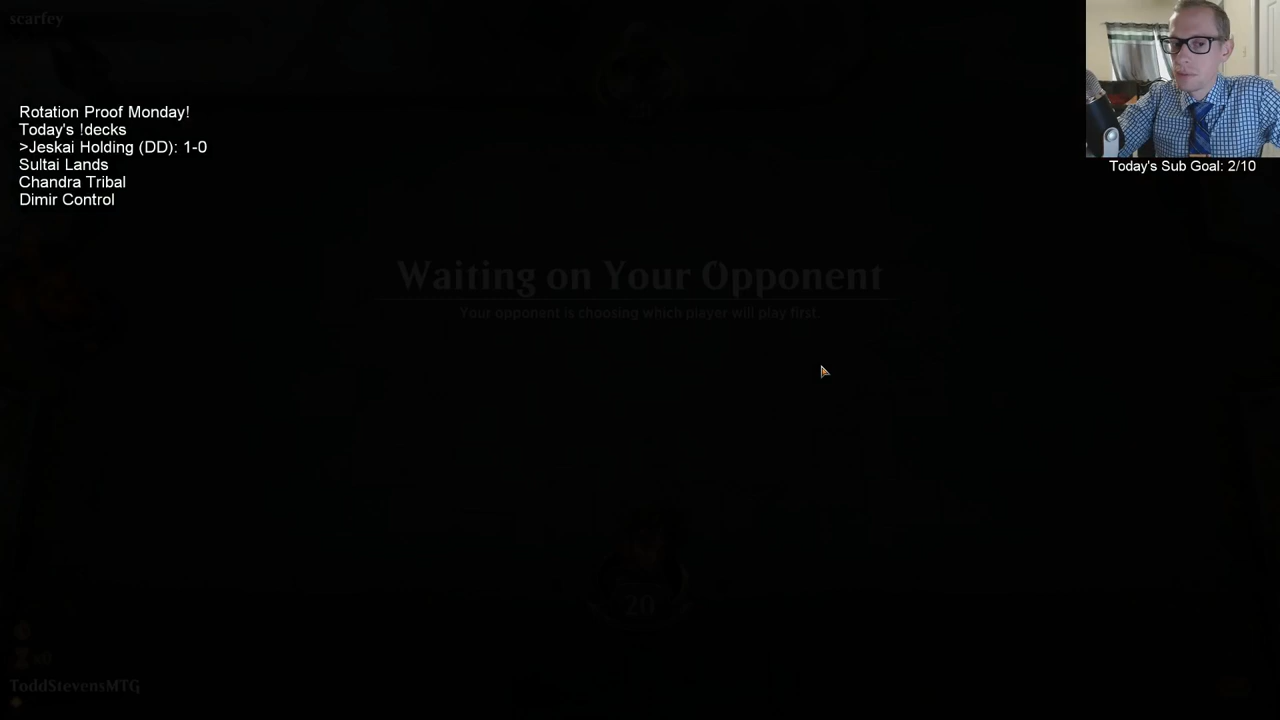 scarfey
Rotation Proof Monday!
Today's !decks
>Jeskai Holding (DD): 1-0
Sultai Lands
Chandra Tribal
Dimir Control
Today's Sub Goal: 2/10
Waiting on Your Opponent
Your opponent is choosing which player will play first.
20
ToddStevensMTG